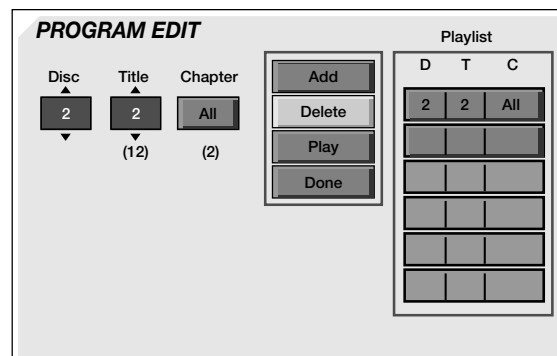 PROGRAM EDIT
Playlist
Disc Title Chapter
2 2 All
(12) (2)
Add
Delete
Play
Done
D T C
2 2 All